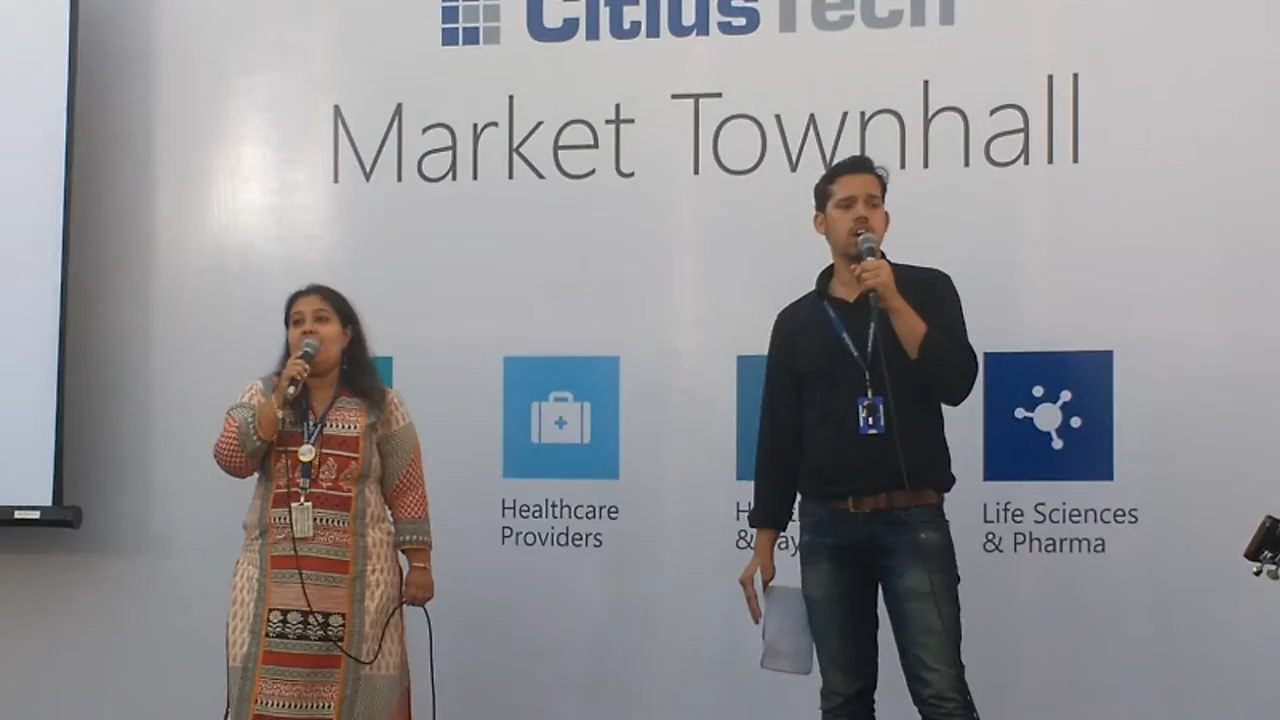 CitiusTech
Market Townhall
Healthcare
Providers
&
Life Sciences
& Pharma